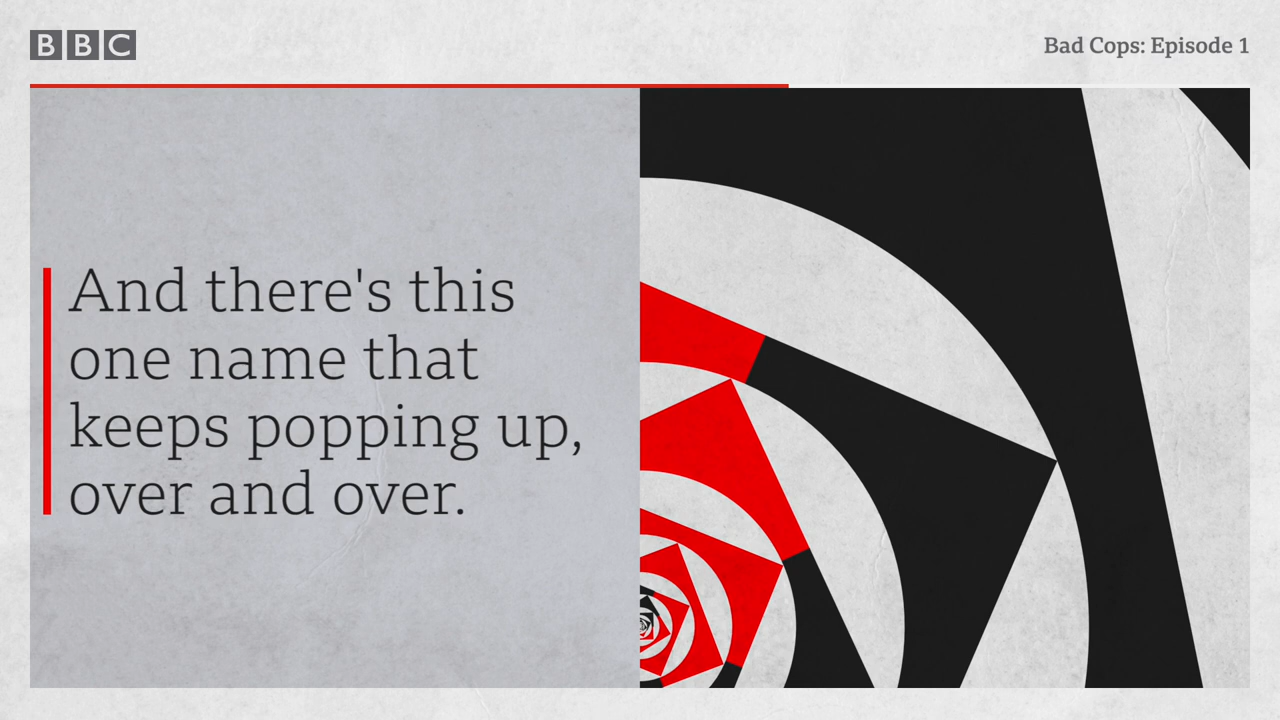 BBC
Bad Cops: Episode 1
And there's this
one name that
keeps popping up,
over and over.